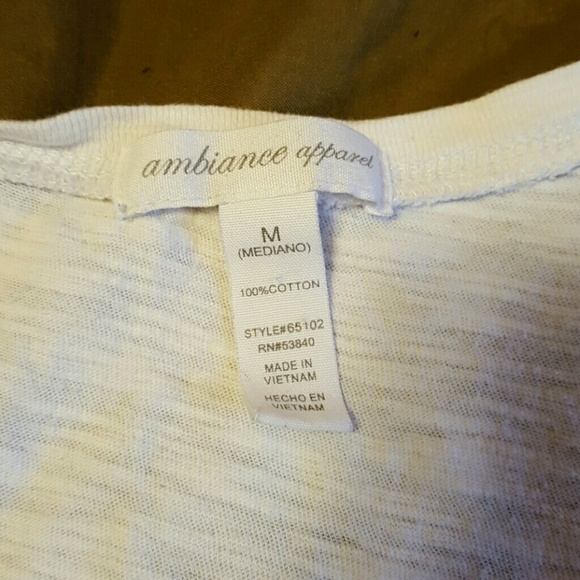 ambiance apparel
M
(MEDIANO)
100%COTTON
STYLE#65102
RN#53840
MADE IN
VIETNAM
HECHO EN
VIETNAM